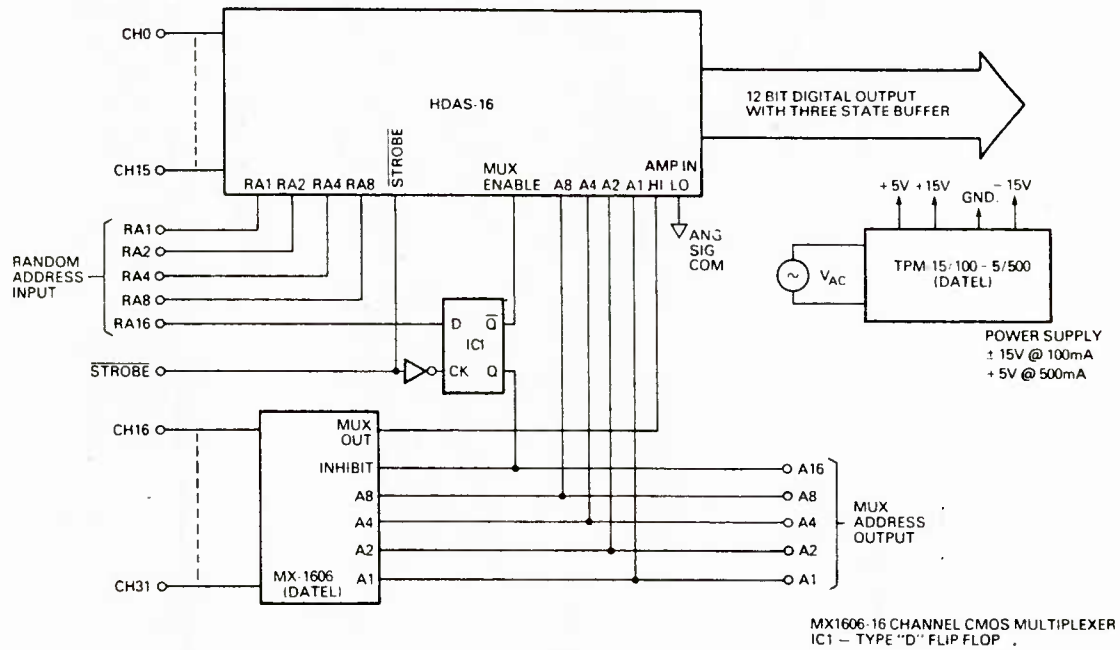 CH0
CH15
HDAS-16
12 BIT DIGITAL OUTPUT
WITH THREE STATE BUFFER
RA1 RA2 RA4 RA8
STROBE
MUX
ENABLE
A8 A4 A2 A1
AMP IN
HI LO
ANG
SIG
COM
+5V +15V
GND.
-15V
V AC
TPM-15/100-5/500
(DATEL)
POWER SUPPLY
± 15V @ 100mA
+ 5V @ 500mA
RANDOM
ADDRESS
INPUT
RA1
RA2
RA4
RA8
RA16
STROBE
D Q
IC1
CK Q
CH16
CH31
MUX
OUT
INHIBIT
A8
A4
A2
A1
MX-1606
(DATEL)
A16
A8
A4
A2
A1
MUX
ADDRESS
OUTPUT
MX1606-16 CHANNEL CMOS MULTIPLEXER
IC1 – TYPE "D" FLIP FLOP .